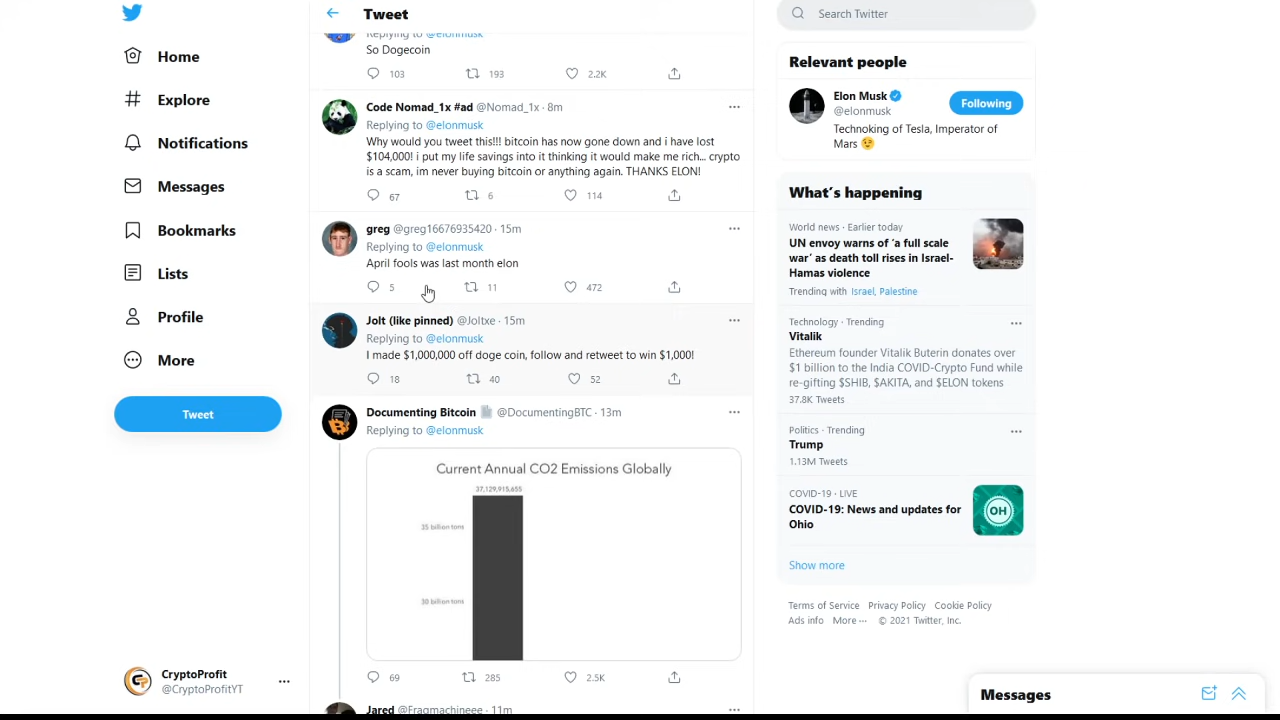 Home
Explore
Notifications
Messages
Bookmarks
Lists
Profile
More
Tweet
CryptoProfit
@CryptoProfitYT
Tweet
Replying to @elonmusk
So Dogecoin
103 193 2.2K
Code Nomad_1x #ad @Nomad_1x · 8m
Replying to @elonmusk
Why would you tweet this!!! bitcoin has now gone down and i have lost
$104,000! i put my life savings into it thinking it would make me rich... crypto
is a scam, im never buying bitcoin or anything again. THANKS ELON!
67 6 114
greg @greg16676935420 · 15m
Replying to @elonmusk
April fools was last month elon
5 11 472
Jolt (like pinned) @Joltxe · 15m
Replying to @elonmusk
I made $1,000,000 off doge coin, follow and retweet to win $1,000!
18 40 52
Documenting Bitcoin @DocumentingBTC · 13m
Replying to @elonmusk
Current Annual CO2 Emissions Globally
37,129,915,655
35 billion tons
30 billion tons
69 285 2.5K
Jared @Fragmachineee · 11m
Search Twitter
Relevant people
Elon Musk
@elonmusk
Following
Technoking of Tesla, Imperator of
Mars
What's happening
World news · Earlier today
UN envoy warns of 'a full scale
war' as death toll rises in Israel-
Hamas violence
Trending with Israel, Palestine
Technology · Trending
Vitalik
Ethereum founder Vitalik Buterin donates over
$1 billion to the India COVID-Crypto Fund while
re-gifting $SHIB, $AKITA, and $ELON tokens
37.8K Tweets
Politics · Trending
Trump
1.13M Tweets
COVID-19 · LIVE
COVID-19: News and updates for
Ohio
OH
Show more
Terms of Service Privacy Policy Cookie Policy
Ads info More ··· © 2021 Twitter, Inc.
Messages